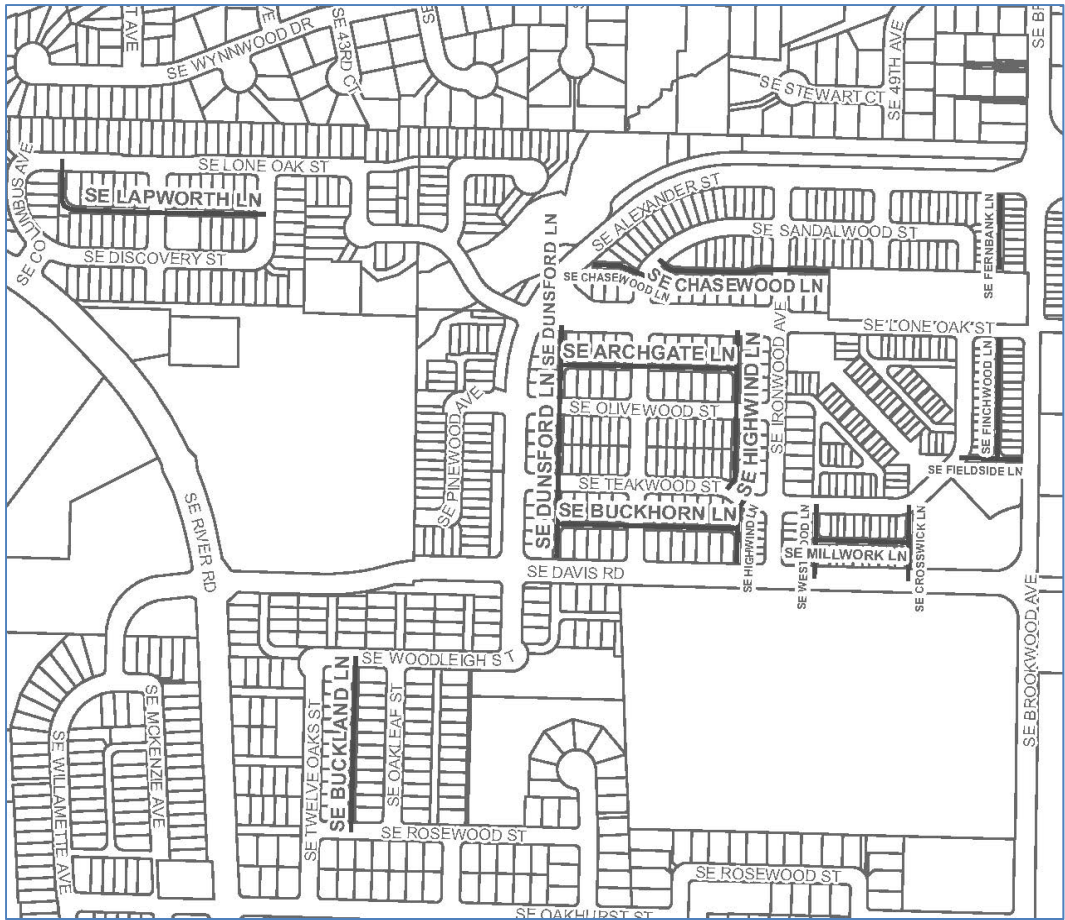 T AVE
SE WYNNWOOD DR
AVE
SE 43RD CT
SE
SE STEWART CT
SE 49TH AVE
SE BR
SE COLUMBUS AVE
SE LONE OAK ST
SE LAPWORTH LN
SE DISCOVERY ST
SE ALEXANDER ST
SE SANDALWOOD ST
SE FERNBANK LN
SE DUNSFORD LN
SE CHASEWOOD LN
SE CHASEWOOD LN
SE LONE OAK ST
SE ARCHGATE LN
SE HIGHWIND LN
SE IRONWOOD AVE
SE OLIVEWOOD ST
SE PINEWOOD AVE
SE DUNSFORD LN
SE FINCHWOOD LN
SE FIELDSIDE LN
SE TEAKWOOD ST
SE BUCKHORN LN
SE HIGHWIND LN
SE WEST OOD LN
SE MILLWORK LN
SE CROSSWICK LN
SE RIVER RD
SE DAVIS RD
SE BROOKWOOD AVE
SE WOODLEIGH ST
SE BUCKLAND LN
SE OAKLEAF ST
SE TWELVE OAKS ST
SE MCKENZIE AVE
SE WILLAMETTE AVE
SE ROSEWOOD ST
SE ROSEWOOD ST
SE OAKHURST ST